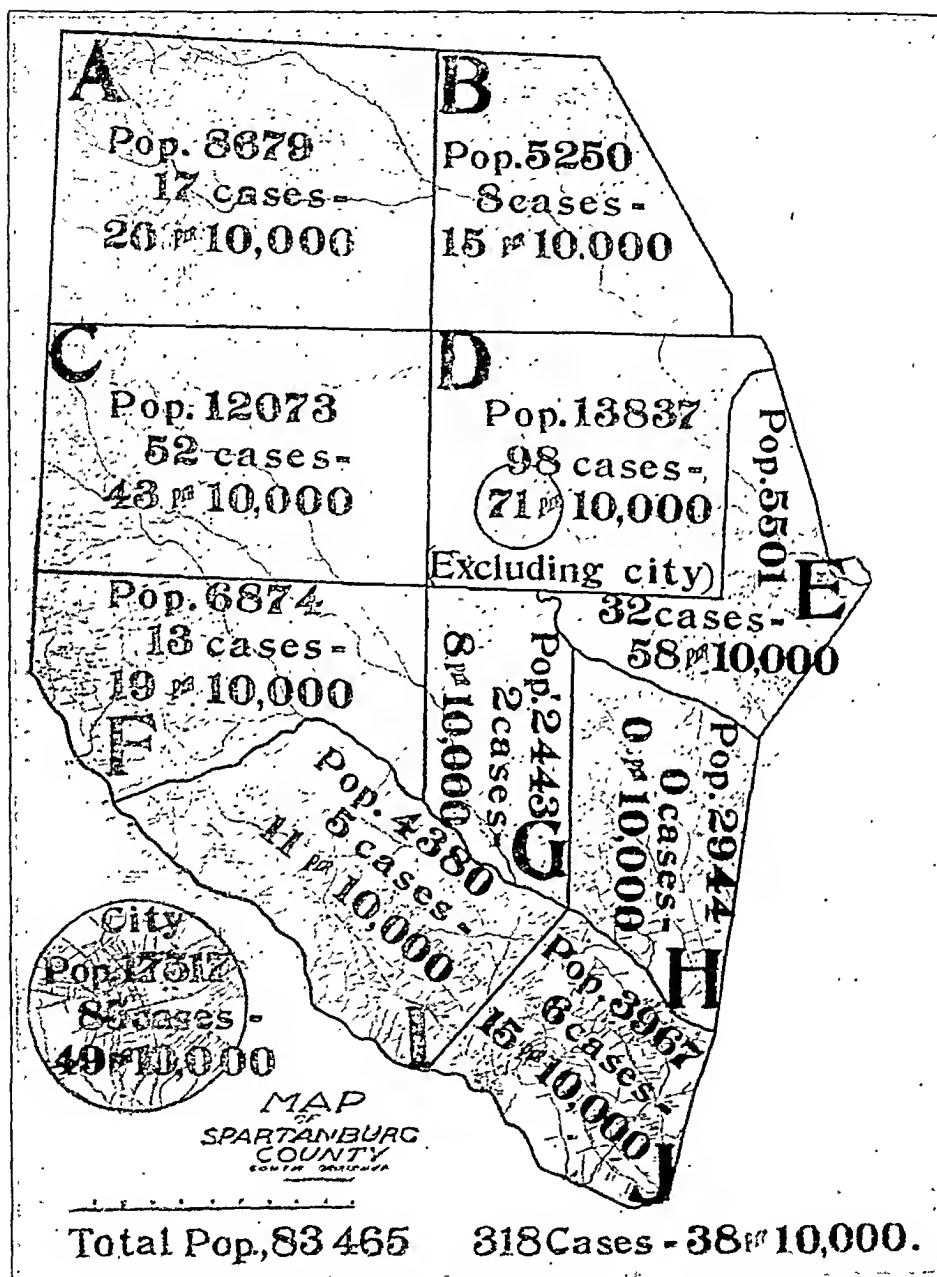 A
Pop. 8679
17 cases-
20 per 10,000
B
Pop. 5250
8 cases-
15 per 10.000
C
Pop. 12073
52 cases-
43 per 10,000
D
Pop. 13837
98 cases-
71 per 10,000
Excluding city)
Pop. 5501
E
32 cases-
58 per 10,000
Pop. 6874
13 cases-
19 per 10,000
F
Pop. 2443
2 cases-
8 per 10,000
G
Pop. 2944
0 cases-
0 per 10,000
H
Pop. 4380
5 cases-
11 per 10,000
I
Pop. 3967
6 cases-
15 per 10,000
J
City
Pop. 17517
85 cases-
49 per 10,000
MAP
OF
SPARTANBURG
COUNTY
SOUTH CAROLINA
Total Pop., 83465 318 Cases - 38 per 10,000.